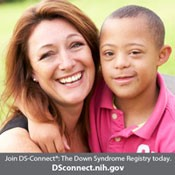 Join DS-Connect®: The Down Syndrome Registry today.
DSconnect.nih.gov